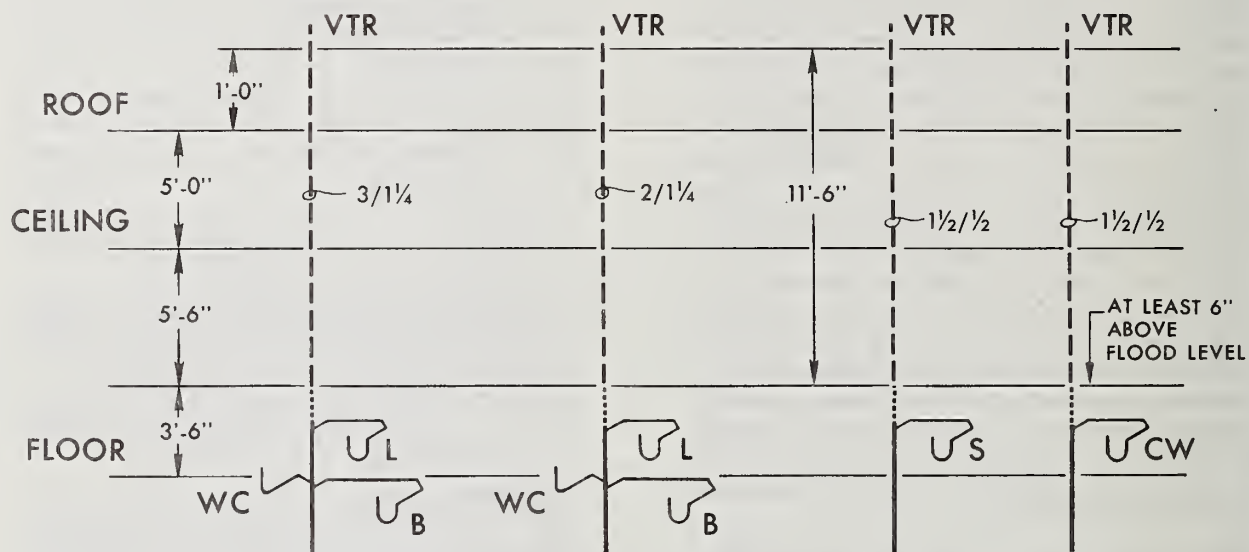 VTR VTR VTR VTR
1'-0"
ROOF
5'-0"
3/1¼ 2/1¼ 11'-6" 1½/½ 1½/½
CEILING
5'-6"
AT LEAST 6"
ABOVE
FLOOD LEVEL
3'-6"
FLOOR
L L S CW
WC WC
B B